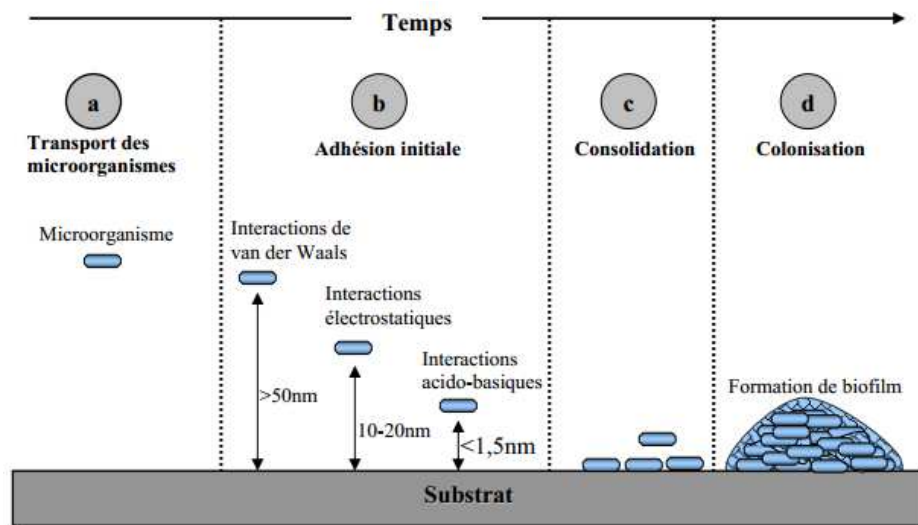 Temps
a
Transport des
microorganismes
b
Adhésion initiale
c
Consolidation
d
Colonisation
Microorganisme
Interactions de
van der Waals
>50nm
Interactions
électrostatiques
10-20nm
Interactions
acido-basiques
<1,5nm
Formation de biofilm
Substrat